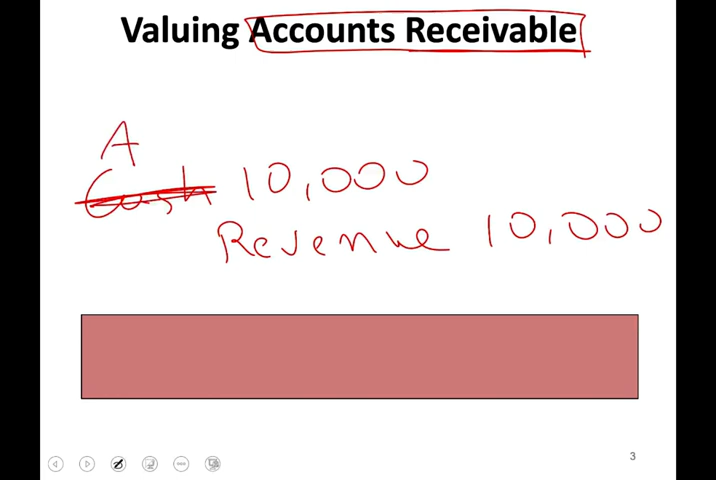 Valuing Accounts Receivable
A
Cash 10,000
Revenue 10,000
3